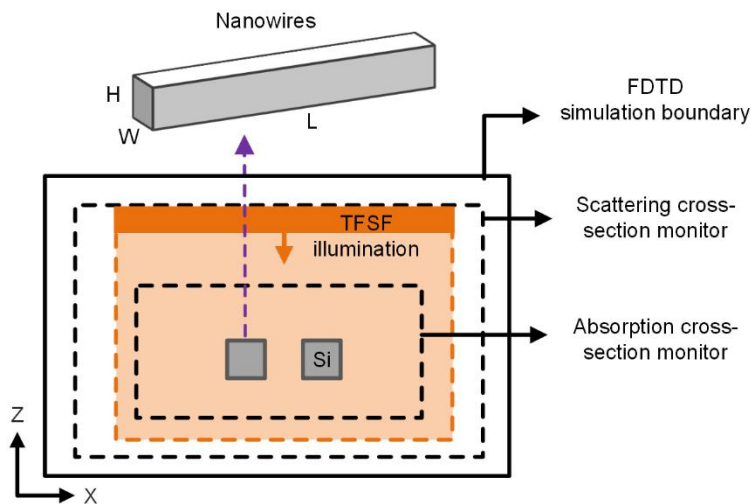 Nanowires
H
W
L
FDTD
simulation boundary
Scattering cross-
section monitor
TFSF
illumination
Absorption cross-
section monitor
Si
Z
X